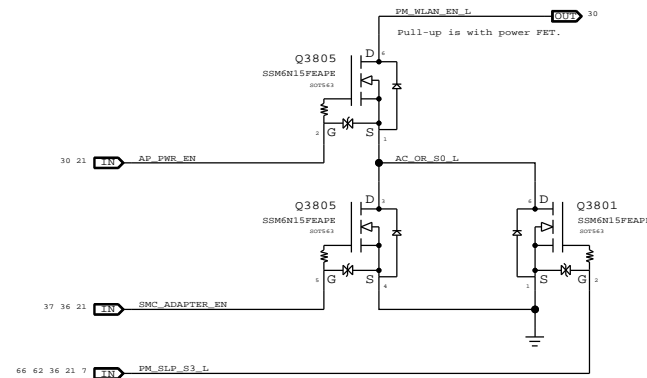 PM_WLAN_EN_L
OUT 30
Pull-up is with power FET.
D 6
Q3805
SSM6N15FEAPE
SOT563
2 G S 1
30 21 IN AP_PWR_EN
AC_OR_S0_L
Q3805
SSM6N15FEAPE
SOT563
D 3
5 G S 4
6 D
Q3801
SSM6N15FEAPE
SOT563
1 S G 2
37 36 21 IN SMC_ADAPTER_EN
66 62 36 21 7 IN PM_SLP_S3_L